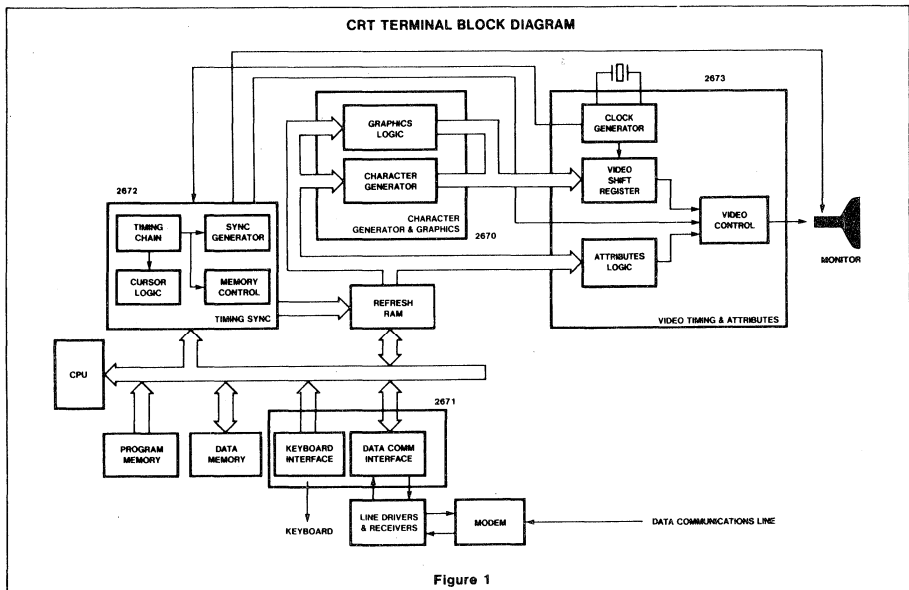 CRT TERMINAL BLOCK DIAGRAM
2673
CLOCK
GENERATOR
GRAPHICS
LOGIC
CHARACTER
GENERATOR
VIDEO
SHIFT
REGISTER
2672
TIMING
CHAIN
SYNC
GENERATOR
CHARACTER
GENERATOR & GRAPHICS
VIDEO
CONTROL
2670
ATTRIBUTES
LOGIC
MONITOR
CURSOR
LOGIC
MEMORY
CONTROL
REFRESH
RAM
TIMING SYNC
VIDEO TIMING & ATTRIBUTES
CPU
2671
PROGRAM
MEMORY
DATA
MEMORY
KEYBOARD
INTERFACE
DATA COMM
INTERFACE
KEYBOARD
LINE DRIVERS
& RECEIVERS
MODEM
DATA COMMUNICATIONS LINE
Figure 1